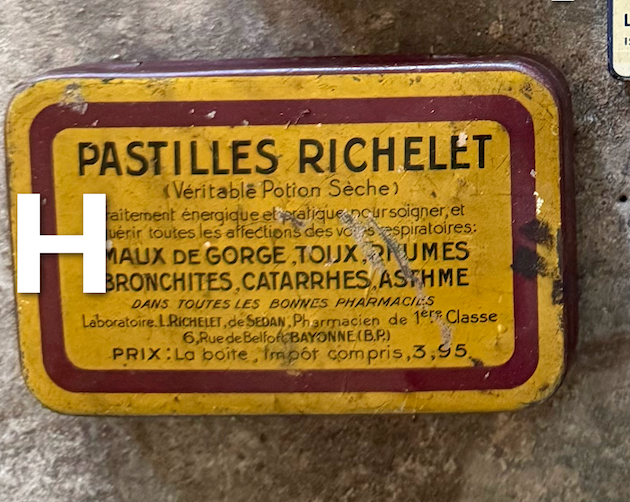 PASTILLES RICHELET
(Véritable Potion Sèche)
raitement énergique et pratique pour soigner, et
uérir toutes les affections des voies respiratoires:
H
MAUX DE GORGE, TOUX, RHUMES
BRONCHITES, CATARRHES, ASTHME
DANS TOUTES LES BONNES PHARMACIES
Laboratoire L. RICHELET, de SEDAN, Pharmacien de 1ère Classe
6, Rue de Belfort, BAYONNE (B.P.)
PRIX: La boîte, Impôt compris, 3,95
L